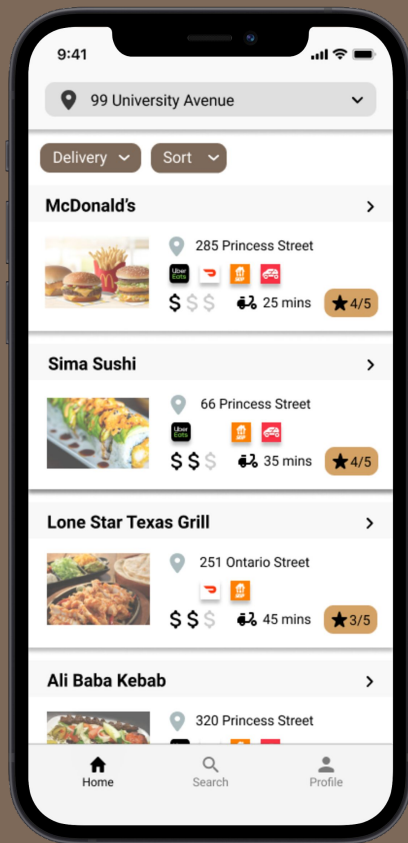 9:41
99 University Avenue
Delivery Sort
McDonald's
285 Princess Street
Uber Eats
$$$ 25 mins 4/5
Sima Sushi
66 Princess Street
Uber Eats
$$$ 35 mins 4/5
Lone Star Texas Grill
251 Ontario Street
$$$ 45 mins 3/5
Ali Baba Kebab
320 Princess Street
Home Search Profile